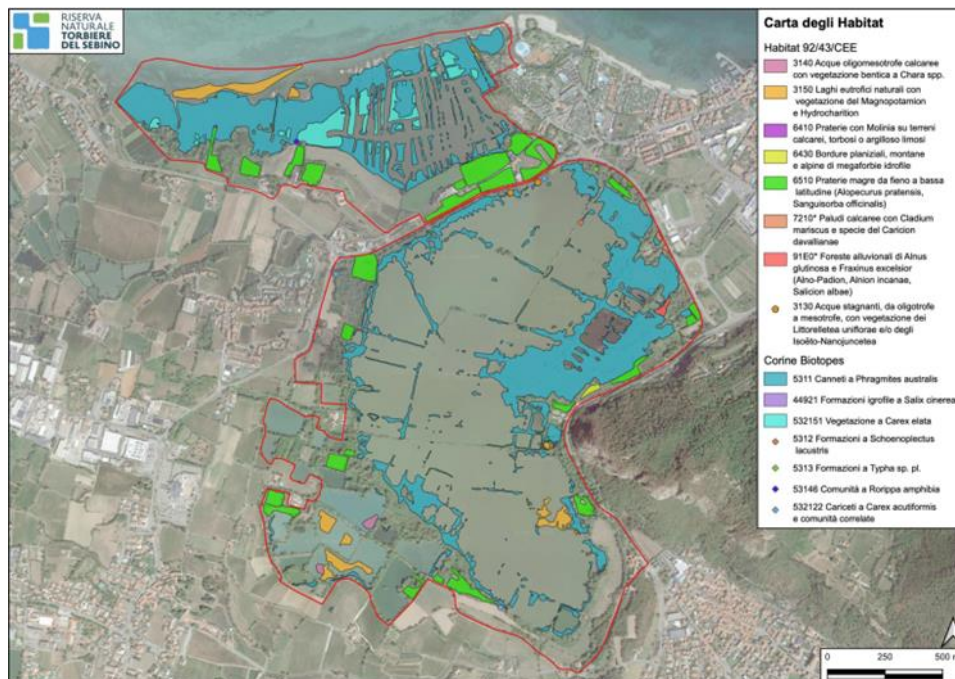 RISERVA
NATURALE
TORBIERE
DEL SEBINO
Carta degli Habitat
Habitat 92/43/CEE
3140 Acque oligomesotrofe calcaree
con vegetazione bentica a Chara spp.
3150 Laghi eutrofici naturali con
vegetazione del Magnopotamion
e Hydrocharition
6410 Praterie con Molinia su terreni
calcarei, torbosi o argilloso limosi
6430 Bordure planiziali, montane
e alpine di megaforbie idrofile
6510 Praterie magre da fieno a bassa
latitudine (Alopecurus pratensis,
Sanguisorba officinalis)
7210* Paludi calcaree con Cladium
mariscus e specie del Caricion
davallianae
91E0* Foreste alluvionali di Alnus
glutinosa e Fraxinus excelsior
(Alno-Padion, Alnion incanae,
Salicion albae)
3130 Acque stagnanti, da oligotrofe
a mesotrofe, con vegetazione dei
Littorelletea uniflorae e/o degli
Isoëto-Nanojuncetea
Corine Biotopes
5311 Canneti a Phragmites australis
44921 Formazioni igrofile a Salix cinerea
532151 Vegetazione a Carex elata
5312 Formazioni a Schoenoplectus
lacustris
5313 Formazioni a Typha sp. pl.
53146 Comunità a Rorippa amphibia
532122 Cariceti a Carex acutiformis
e comunità correlate
0 250 500 m